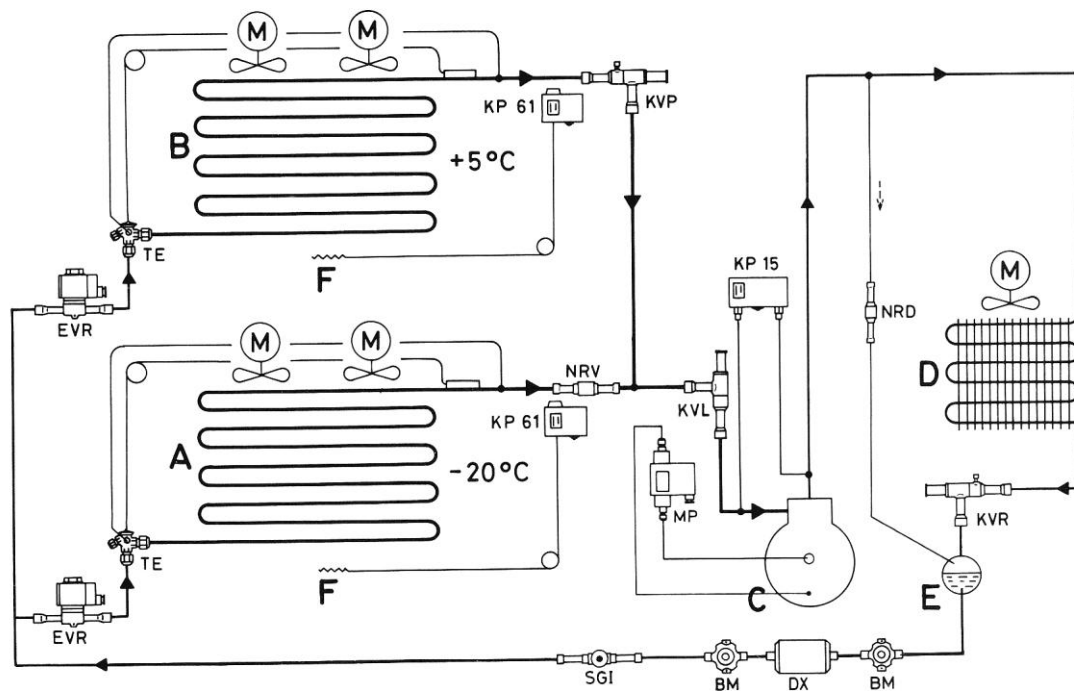 M M
KP 61
KVP
B
+5°C
TE
F
EVR
KP 15
M
NRD
M M
NRV
D
KP 61
KVL
A
-20°C
MP
KVR
TE
F
C
E
EVR
SGI
BM
DX
BM